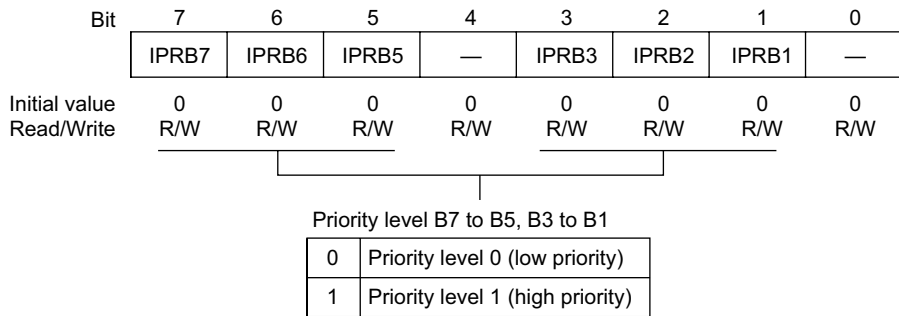 Bit 7 6 5 4 3 2 1 0
IPRB7 IPRB6 IPRB5 — IPRB3 IPRB2 IPRB1 —
Initial value 0 0 0 0 0 0 0 0
Read/Write R/W R/W R/W R/W R/W R/W R/W R/W
Priority level B7 to B5, B3 to B1
0 Priority level 0 (low priority)
1 Priority level 1 (high priority)